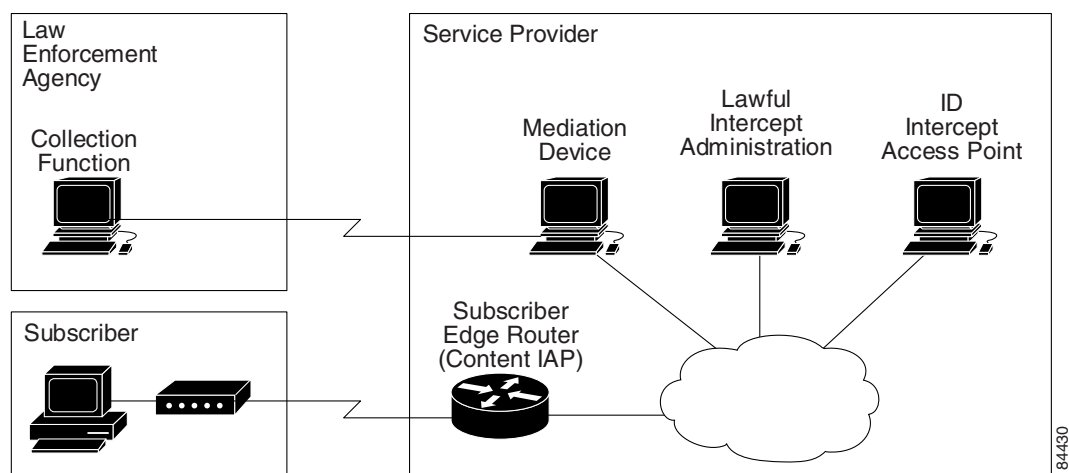 Law
Enforcement
Agency
Collection
Function
Service Provider
Mediation
Device
Lawful
Intercept
Administration
ID
Intercept
Access Point
Subscriber
Subscriber
Edge Router
(Content IAP)
84430